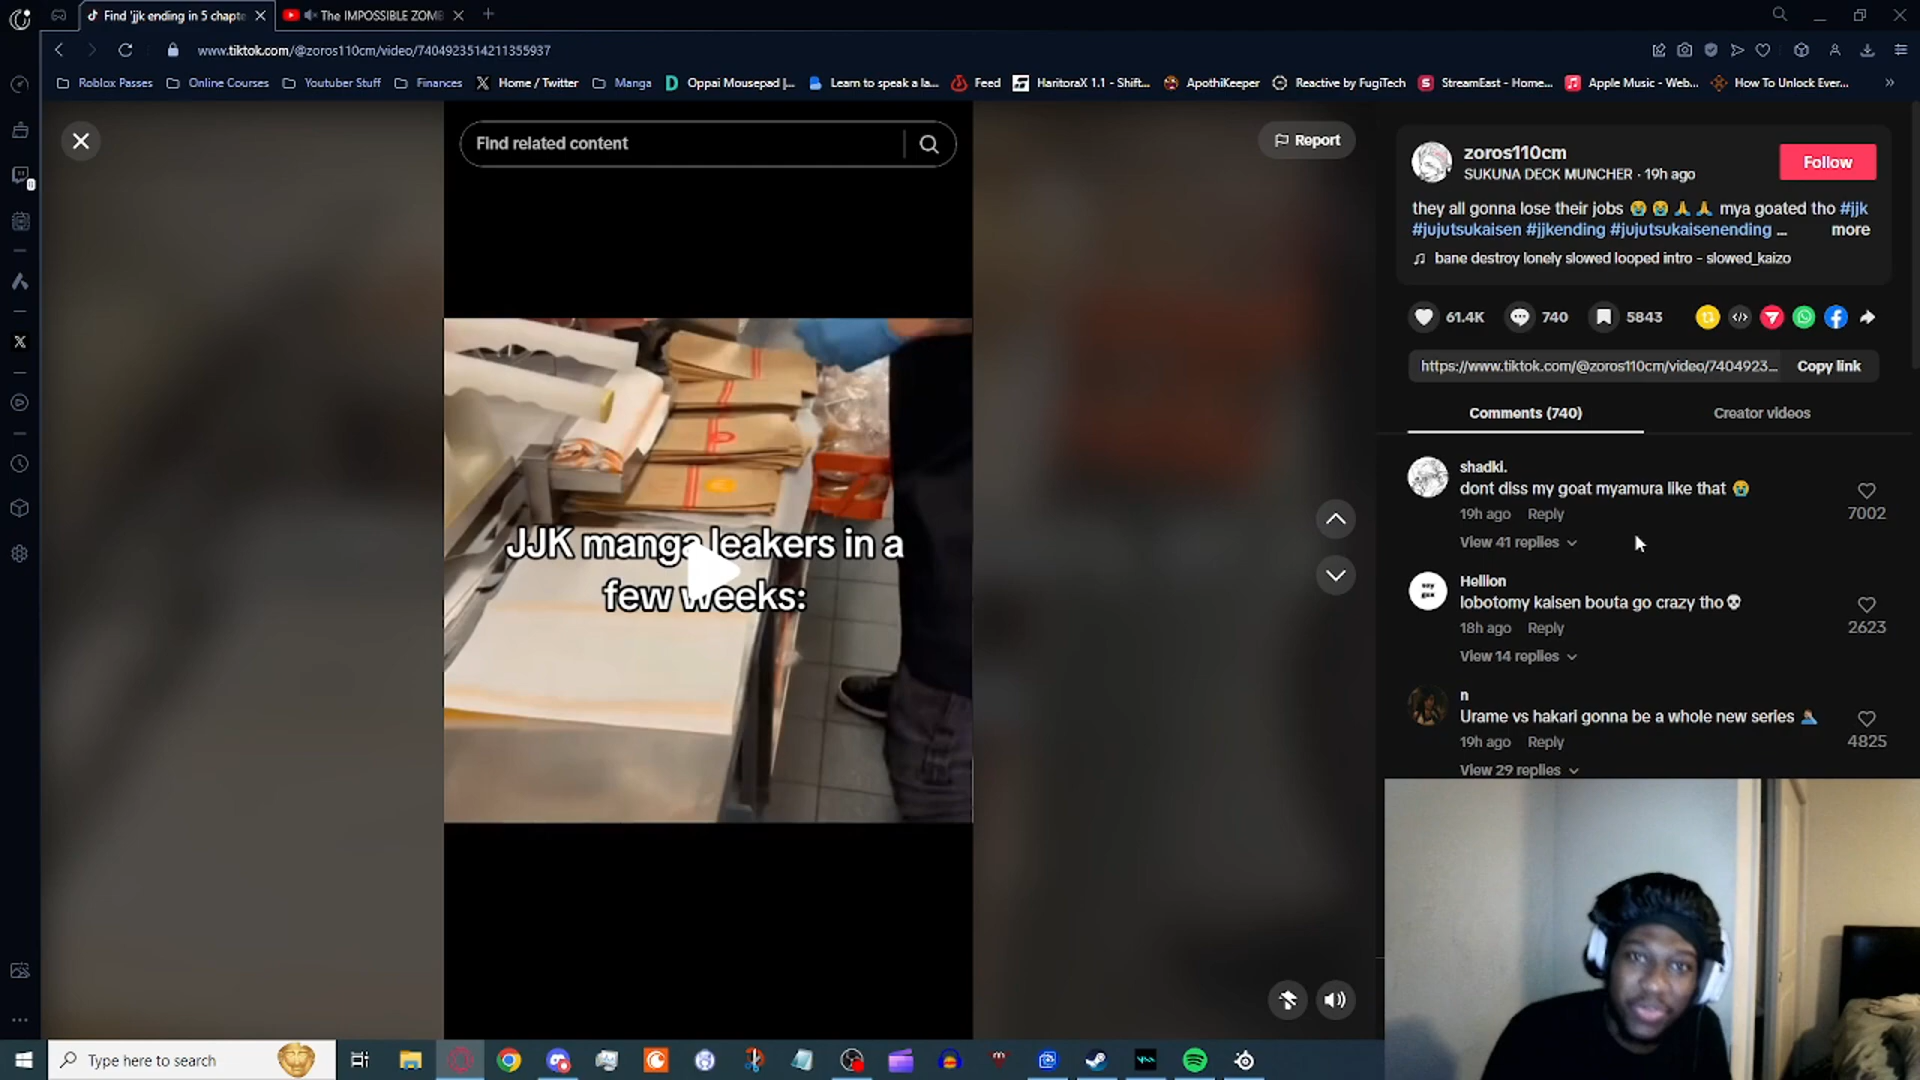 Find 'jjk ending in 5 chapte
The IMPOSSIBLE ZOMB
www.tiktok.com/@zoros110cm/video/7404923514211355937
Roblox Passes
Online Courses
Youtuber Stuff
Finances
Home / Twitter
Manga
Oppai Mousepad |...
Learn to speak a la...
Feed
HaritoraX 1.1 - Shift...
ApothiKeeper
Reactive by FugiTech
StreamEast - Home...
Apple Music - Web...
How To Unlock Ever...
Find related content
Report
JJK manga leakers in a
few weeks:
zoros110cm
SUKUNA DECK MUNCHER · 19h ago
Follow
they all gonna lose their jobs 😭 😭 🙏 🙏 mya goated tho #jjk
#jujutsukaisen #jjkending #jujutsukaisenending ...
more
bane destroy lonely slowed looped intro - slowed_kaizo
61.4K
740
5843
https://www.tiktok.com/@zoros110cm/video/7404923...
Copy link
Comments (740)
Creator videos
shadki.
dont diss my goat myamura like that 😭
19h ago Reply
7002
View 41 replies
Hellion
lobotomy kaisen bouta go crazy tho💀
18h ago Reply
2623
View 14 replies
n
Urame vs hakari gonna be a whole new series 🤦
19h ago Reply
4825
View 29 replies
Type here to search